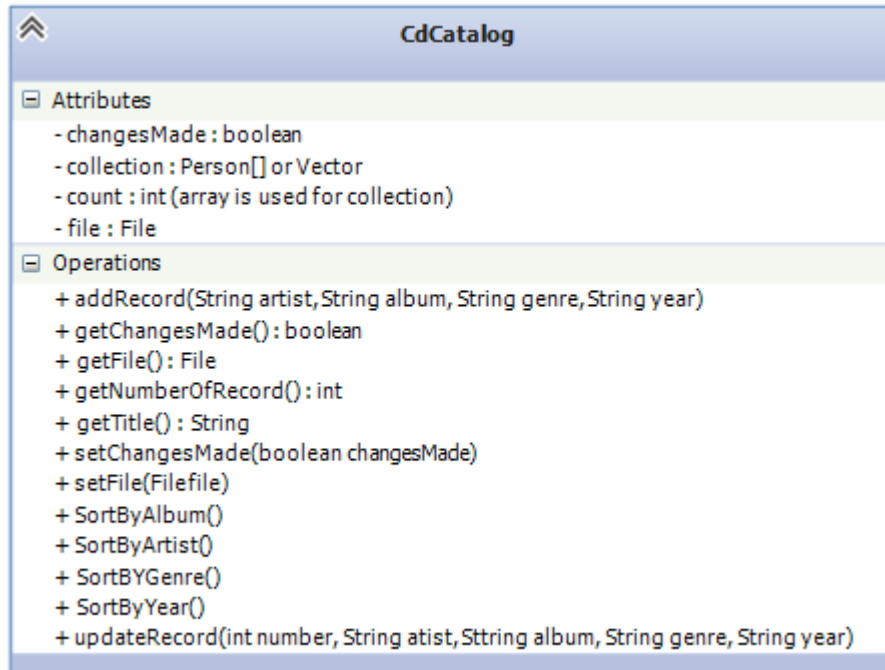 CdCatalog
Attributes
- changesMade : boolean
- collection : Person[] or Vector
- count : int (array is used for collection)
- file : File
Operations
+ addRecord(String artist, String album, String genre, String year)
+ getChangesMade() : boolean
+ getFile() : File
+ getNumberOfRecord() : int
+ getTitle() : String
+ setChangesMade(boolean changesMade)
+ setFile(Filefile)
+ SortByAlbum()
+ SortByArtist()
+ SortBYGenre()
+ SortByYear()
+ updateRecord(int number, String atist, Sttring album, String genre, String year)